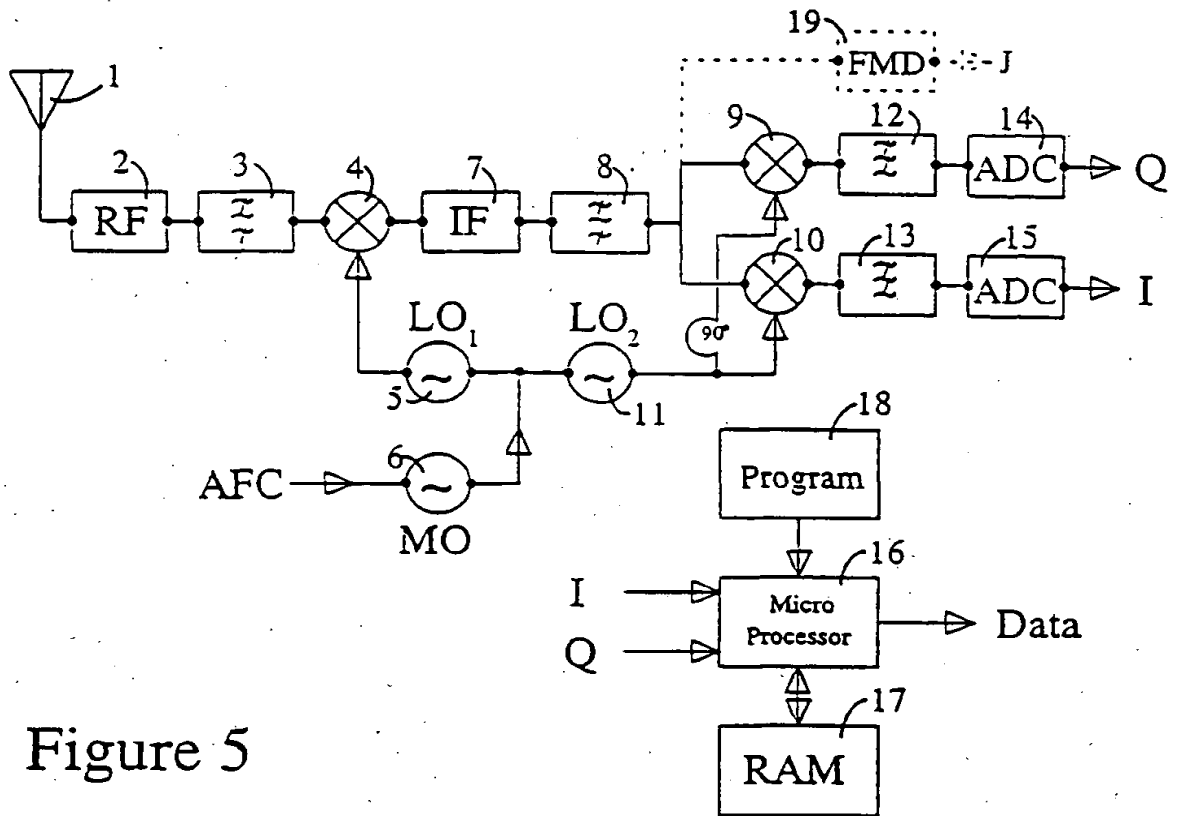 19
FMD
J
1
2
RF
3
4
7
IF
8
9
12
14
ADC
Q
10
13
15
ADC
I
90°
LO1
5
LO2
11
AFC
6
MO
18
Program
16
Micro
Processor
I
Q
Data
17
RAM
Figure 5